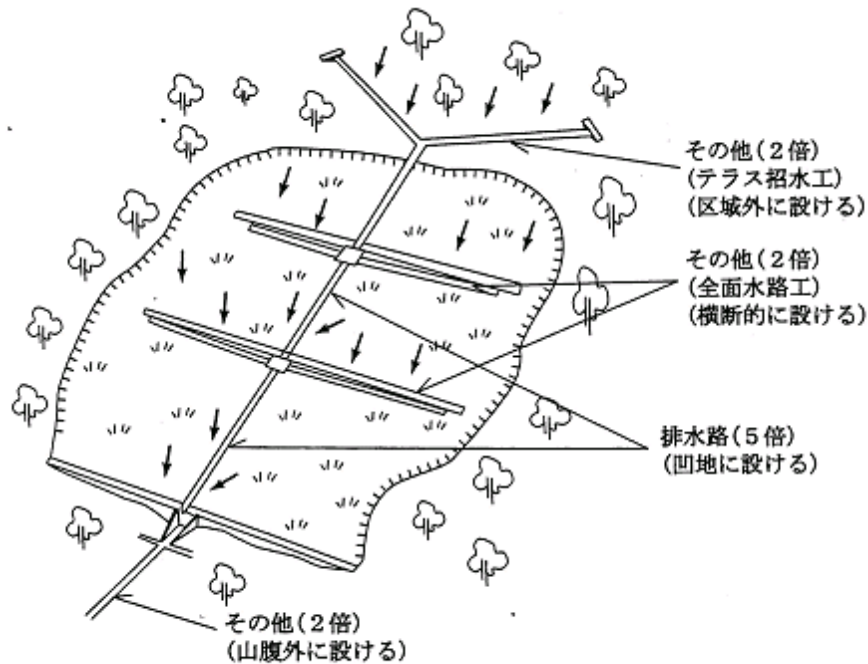 その他(2倍)
(テラス招水工)
(区域外に設ける)
その他(2倍)
(全面水路工)
(横断的に設ける)
排水路(5倍)
(凹地に設ける)
その他(2倍)
(山腹外に設ける)